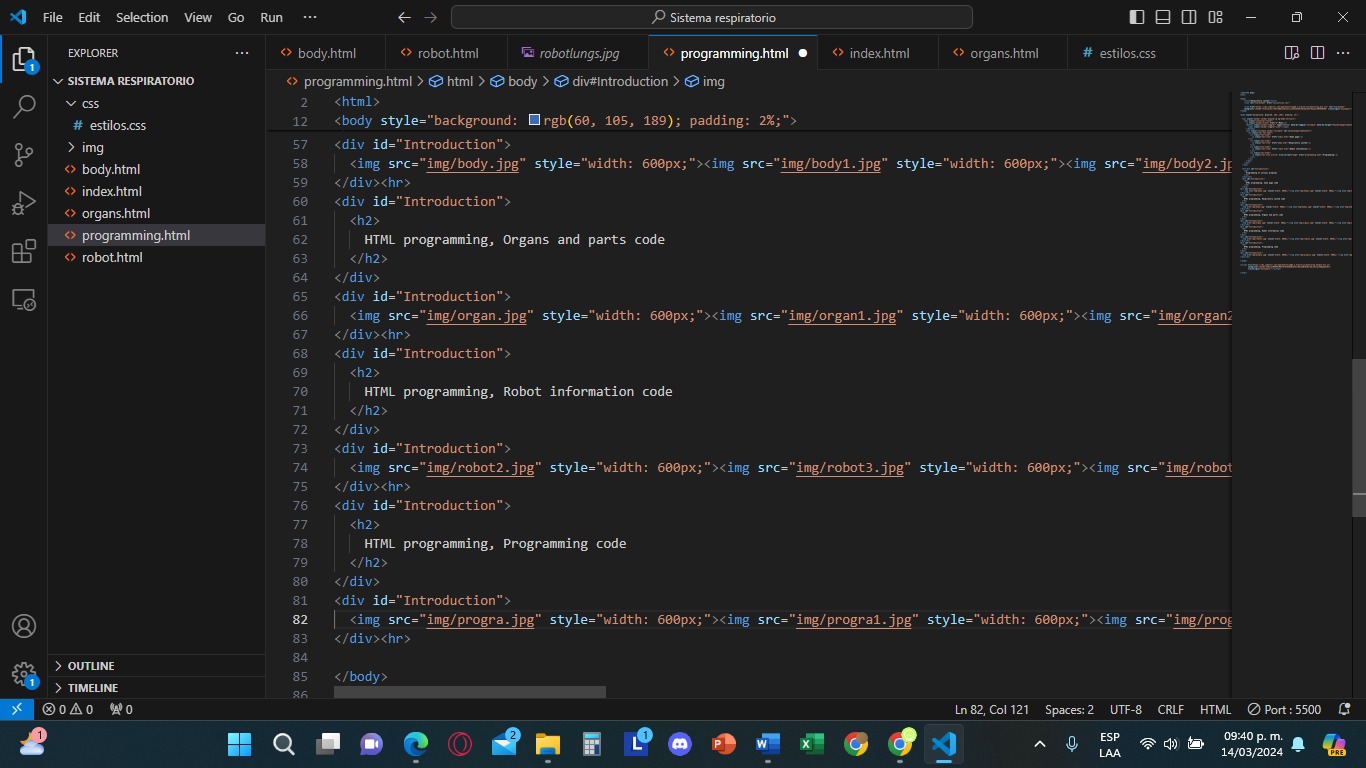 File Edit Selection View Go Run ··· Sistema respiratorio
EXPLORER ···
body.html robot.html robotlungs.jpg programming.html index.html organs.html # estilos.css ···
SISTEMA RESPIRATORIO
programming.html > html > body > div#Introduction > img
css
# estilos.css
img
body.html
index.html
organs.html
programming.html
robot.html
OUTLINE
TIMELINE
2 <html>
12 <body style="background: rgb(60, 105, 189); padding: 2%;">
57 <div id="Introduction">
58 <img src="img/body.jpg" style="width: 600px;"><img src="img/body1.jpg" style="width: 600px;"><img src="img/body2.jp
59 </div><hr>
60 <div id="Introduction">
61 <h2>
62 HTML programming, Organs and parts code
63 </h2>
64 </div>
65 <div id="Introduction">
66 <img src="img/organ.jpg" style="width: 600px;"><img src="img/organ1.jpg" style="width: 600px;"><img src="img/organ2
67 </div><hr>
68 <div id="Introduction">
69 <h2>
70 HTML programming, Robot information code
71 </h2>
72 </div>
73 <div id="Introduction">
74 <img src="img/robot2.jpg" style="width: 600px;"><img src="img/robot3.jpg" style="width: 600px;"><img src="img/robot
75 </div><hr>
76 <div id="Introduction">
77 <h2>
78 HTML programming, Programming code
79 </h2>
80 </div>
81 <div id="Introduction">
82 <img src="img/progra.jpg" style="width: 600px;"><img src="img/progra1.jpg" style="width: 600px;"><img src="img/prog
83 </div><hr>
84
85 </body>
86
1
1
0 0 0 Ln 82, Col 121 Spaces: 2 UTF-8 CRLF HTML Port : 5500
1 2 L 1 P W X PRE
ESP
LAA
09:40 p. m.
14/03/2024